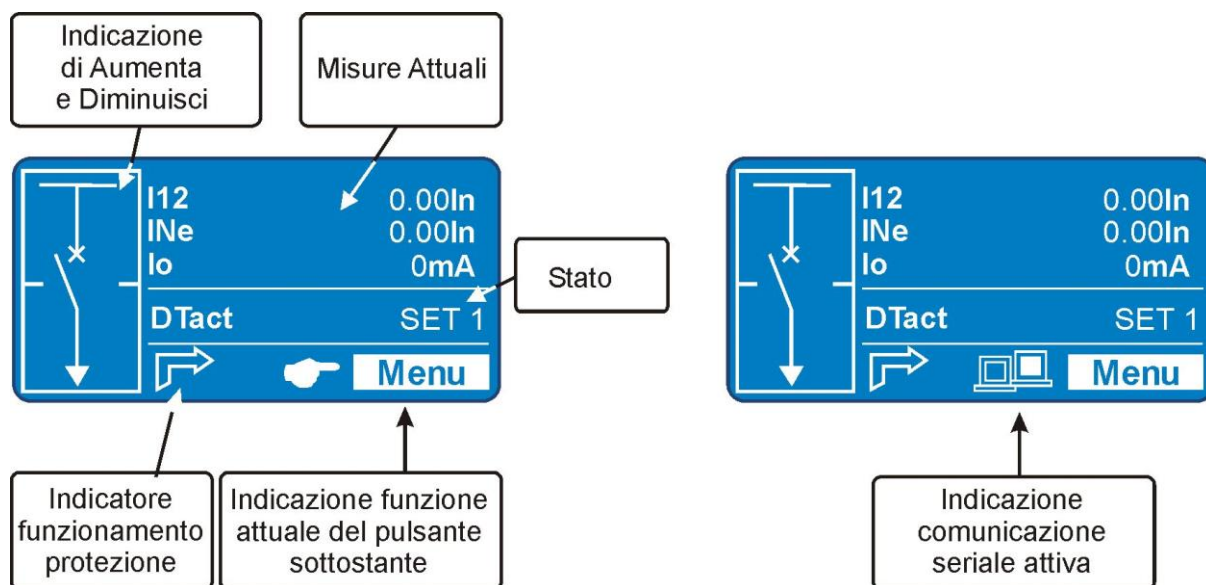 Indicazione
di Aumenta
e Diminuisci
Misure Attuali
I12 0.00In
INe 0.00In
Io 0mA
DTact SET 1
Menu
Stato
Indicatore
funzionamento
protezione
Indicazione funzione
attuale del pulsante
sottostante
I12 0.00In
INe 0.00In
Io 0mA
DTact SET 1
Menu
Indicazione
comunicazione
seriale attiva